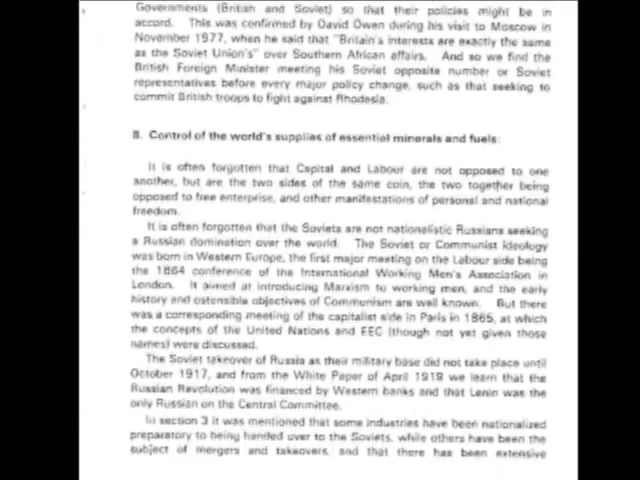 Governments (British and Soviet) so that their policies might be in
accord. This was confirmed by David Owen during his visit to Moscow in
November 1977, when he said that "Britain's interests are exactly the same
as the Soviet Union's" over Southern African affairs. And so we find the
British Foreign Minister meeting his Soviet opposite number or Soviet
representatives before every major policy change, such as that seeking to
commit British troops to fight against Rhodesia.
8. Control of the world's supplies of essential minerals and fuels:
It is often forgotten that Capital and Labour are not opposed to one
another, but are the two sides of the same coin, the two together being
opposed to free enterprise, and other manifestations of personal and national
freedom.
It is often forgotten that the Soviets are not nationalistic Russians seeking
a Russian domination over the world. The Soviet or Communist ideology
was born in Western Europe, the first major meeting on the Labour side being
the 1864 conference of the International Working Men's Association in
London. It aimed at introducing Marxism to working men, and the early
history and ostensible objectives of Communism are well known. But there
was a corresponding meeting of the capitalist side in Paris in 1865, at which
the concepts of the United Nations and EEC (though not yet given those
names) were discussed.
The Soviet takeover of Russia as their military base did not take place until
October 1917, and from the White Paper of April 1919 we learn that the
Russian Revolution was financed by Western banks and that Lenin was the
only Russian on the Central Committee.
In section 3 it was mentioned that some industries have been nationalized
preparatory to being handed over to the Soviets, while others have been the
subject of mergers and takeovers, and that there has been extensive